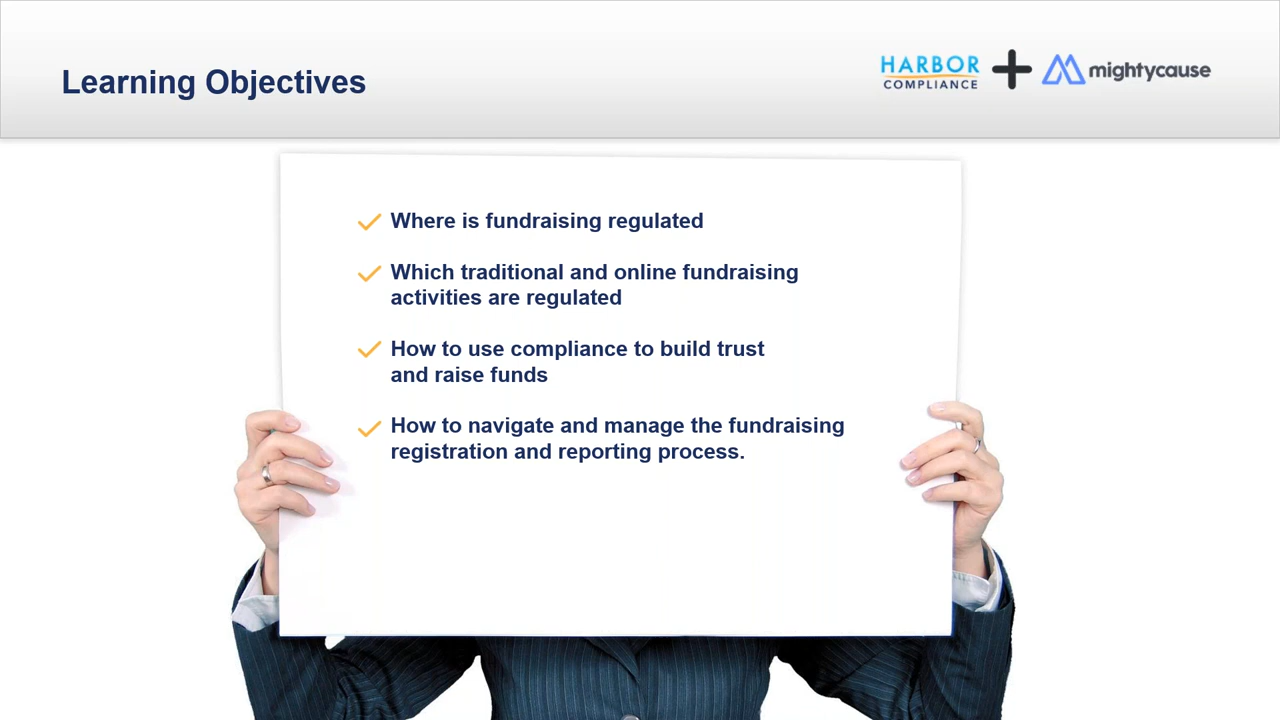 Learning Objectives
HARBOR
COMPLIANCE
mightycause
Where is fundraising regulated
Which traditional and online fundraising
activities are regulated
How to use compliance to build trust
and raise funds
How to navigate and manage the fundraising
registration and reporting process.